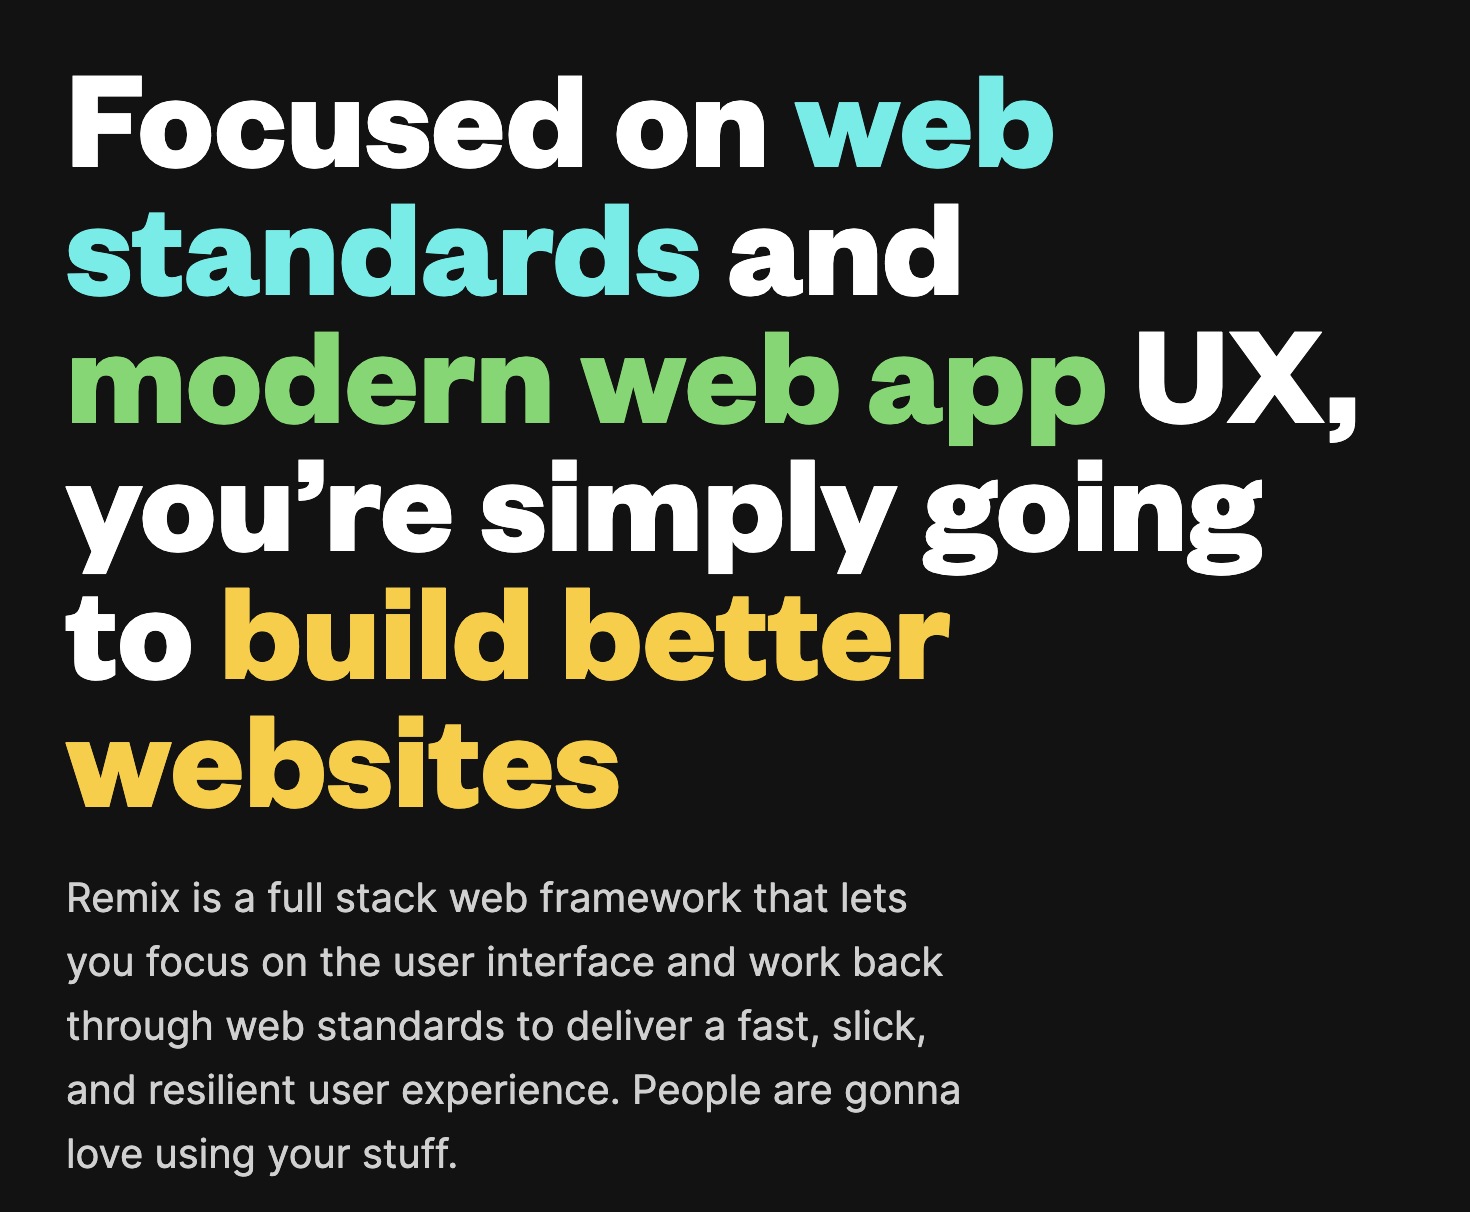 Focused on web
standards and
modern web app UX,
you’re simply going
to build better
websites
Remix is a full stack web framework that lets
you focus on the user interface and work back
through web standards to deliver a fast, slick,
and resilient user experience. People are gonna
love using your stuff.